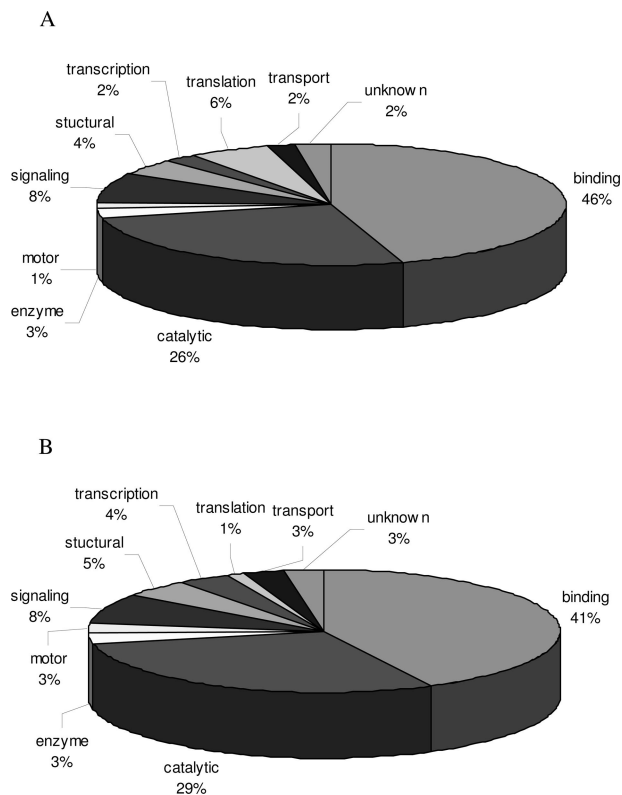 A
transcription
2%
translation
6%
transport
2%
unknown
2%
stuctural
4%
signaling
8%
binding
46%
motor
1%
enzyme
3%
catalytic
26%
B
transcription
4%
translation
1%
transport
3%
unknown
3%
stuctural
5%
signaling
8%
binding
41%
motor
3%
enzyme
3%
catalytic
29%